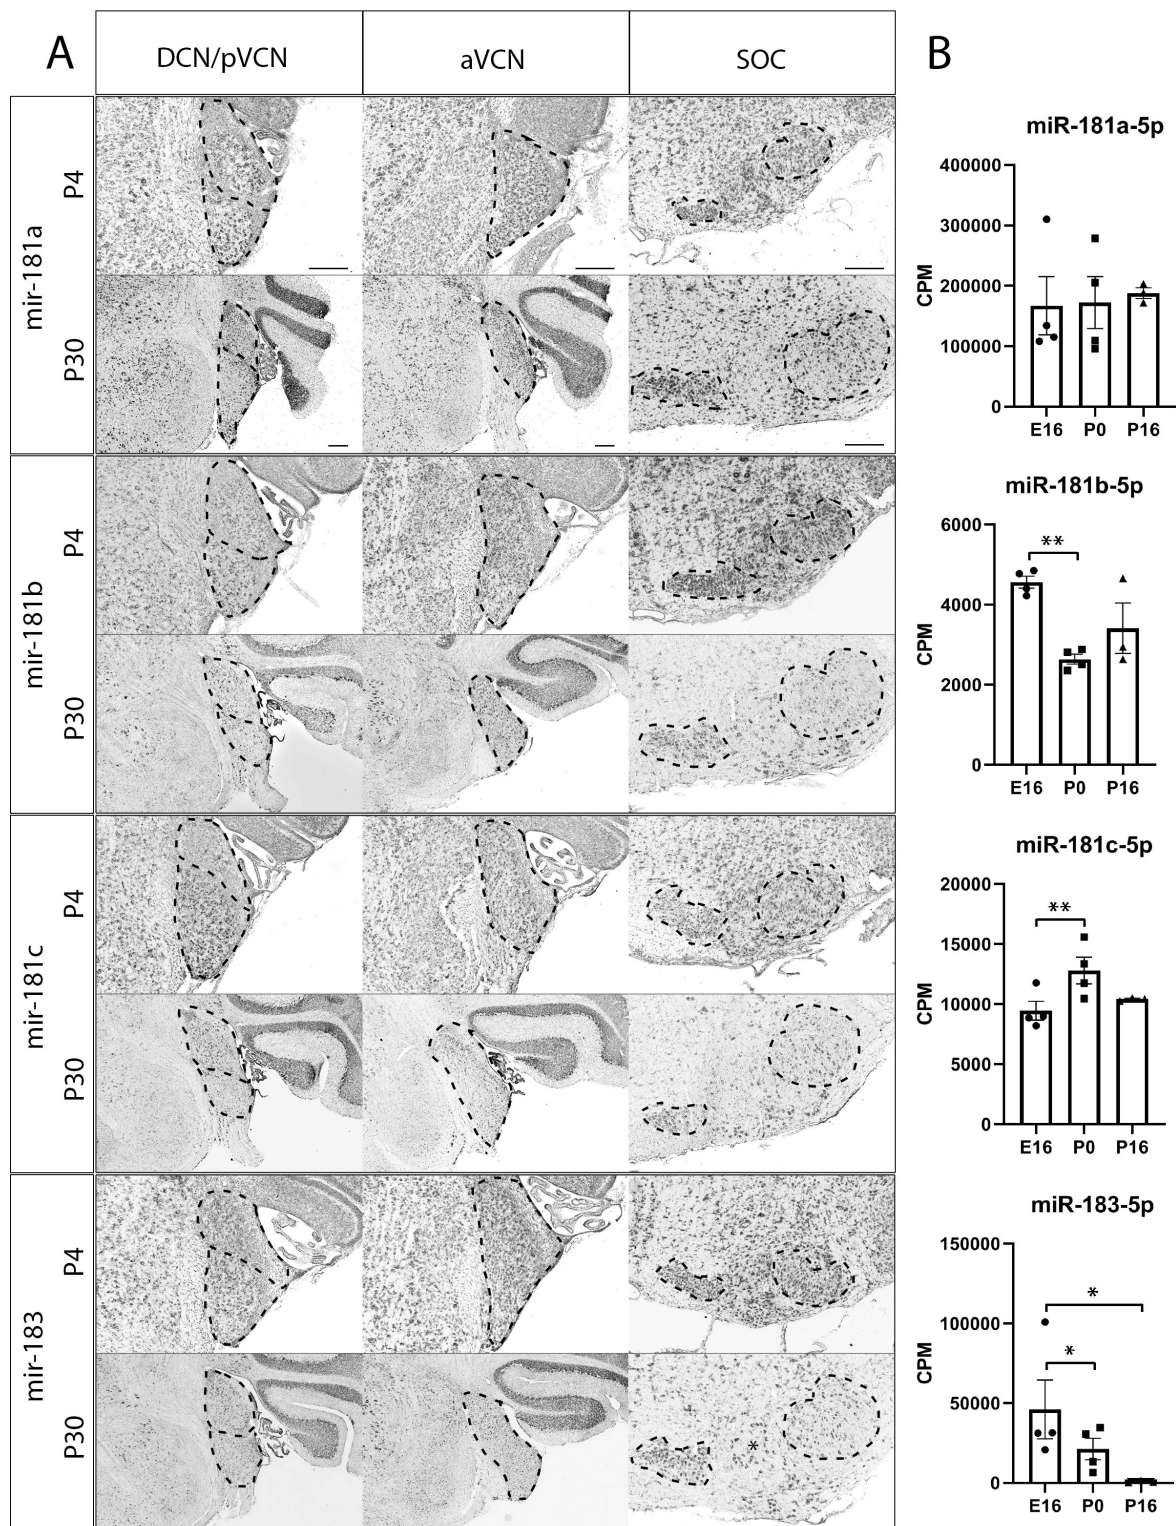 A
DCN/pVCN
aVCN
SOC
mir-181a
P4
P30
mir-181b
P4
P30
mir-181c
P4
P30
mir-183
P4
P30
*
B
miR-181a-5p
CPM
400000
300000
200000
100000
0
E16 P0 P16
miR-181b-5p
CPM
6000
4000
2000
0
**
E16 P0 P16
miR-181c-5p
CPM
20000
15000
10000
5000
0
**
E16 P0 P16
miR-183-5p
CPM
150000
100000
50000
0
*
*
E16 P0 P16